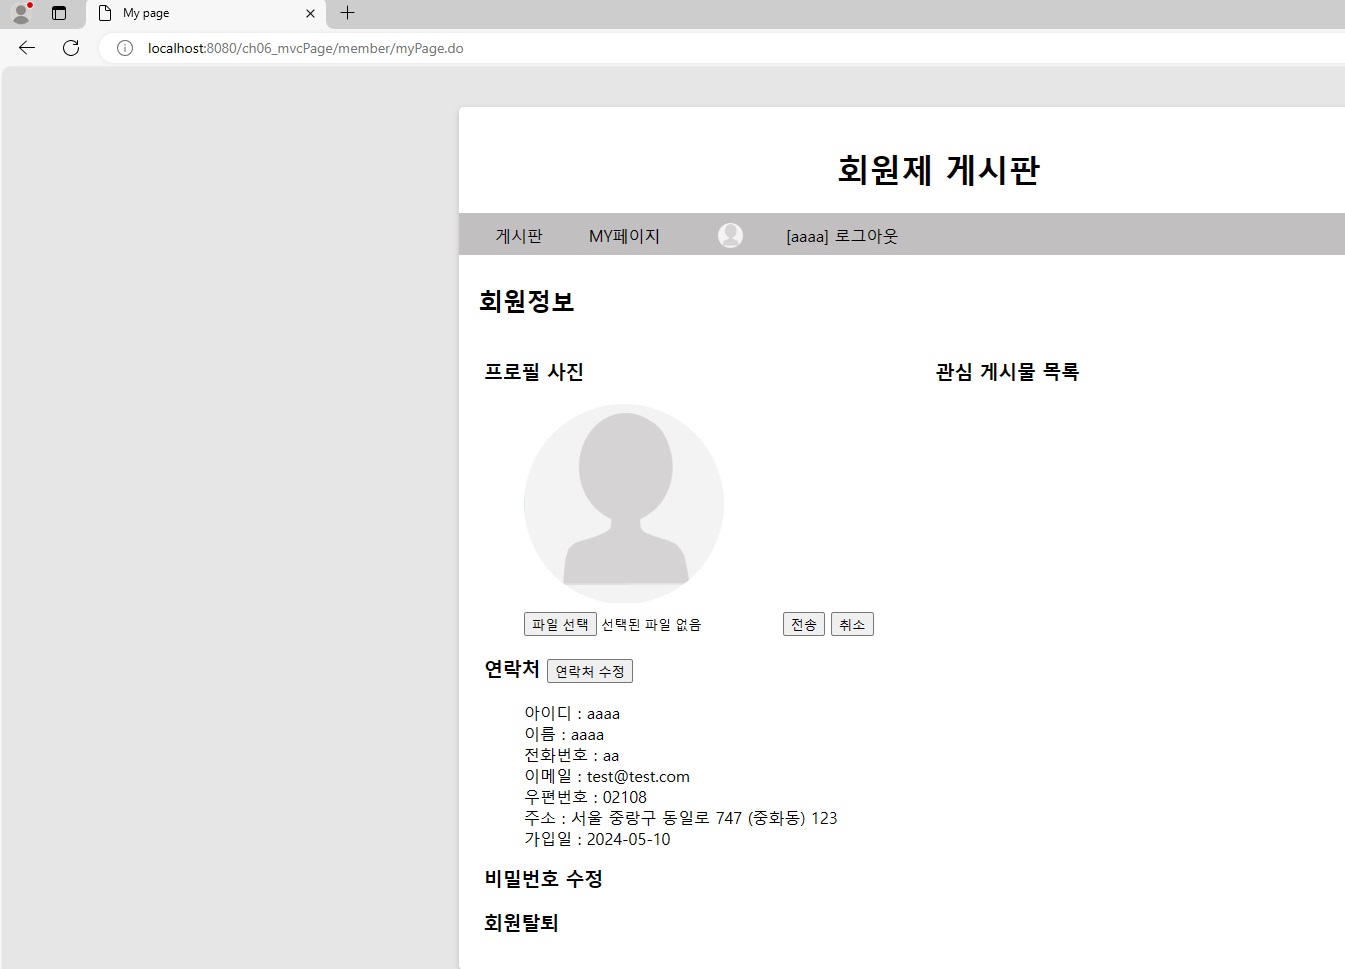 My page
localhost:8080/ch06_mvcPage/member/myPage.do
회원제 게시판
게시판 MY페이지 [aaaa] 로그아웃
회원정보
프로필 사진
파일 선택 선택된 파일 없음 전송 취소
연락처 연락처 수정
아이디 : aaaa
이름 : aaaa
전화번호 : aa
이메일 : test@test.com
우편번호 : 02108
주소 : 서울 중랑구 동일로 747 (중화동) 123
가입일 : 2024-05-10
비밀번호 수정
회원탈퇴
관심 게시물 목록